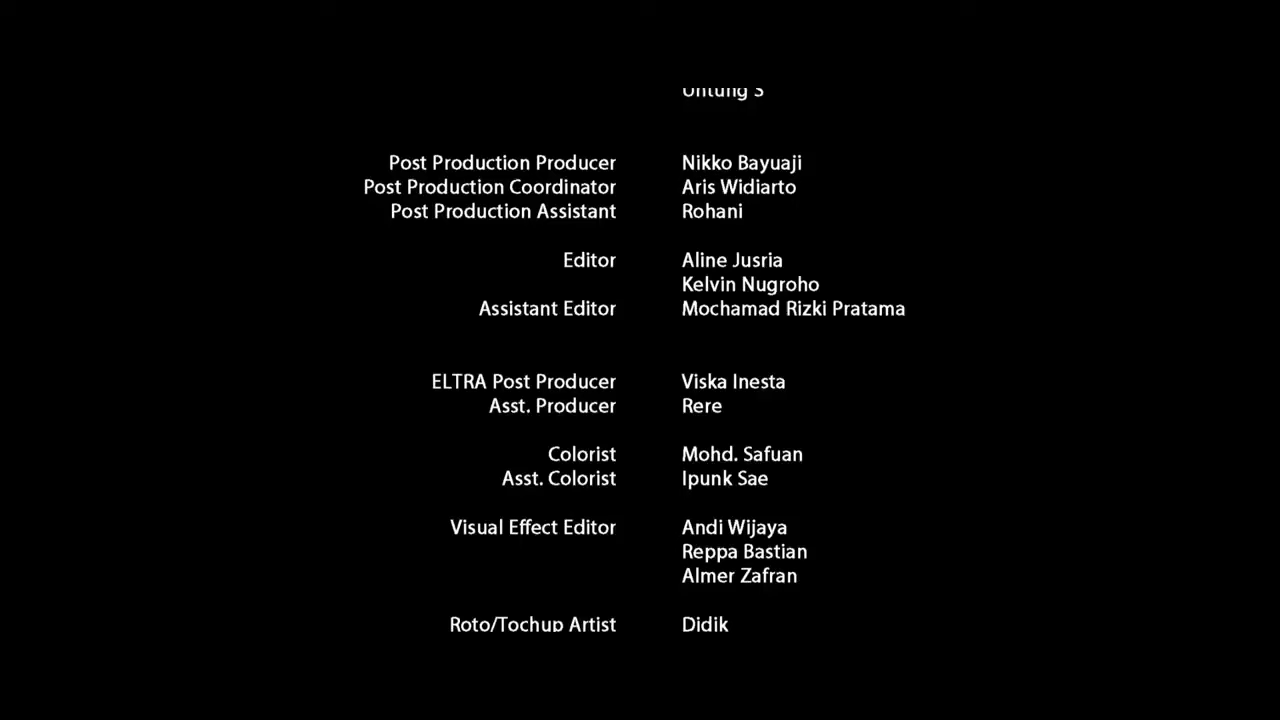 Untung S
Post Production Producer Nikko Bayuaji
Post Production Coordinator Aris Widiarto
Post Production Assistant Rohani
Editor Aline Jusria
Kelvin Nugroho
Assistant Editor Mochamad Rizki Pratama
ELTRA Post Producer Viska Inesta
Asst. Producer Rere
Colorist Mohd. Safuan
Asst. Colorist Ipunk Sae
Visual Effect Editor Andi Wijaya
Reppa Bastian
Almer Zafran
Roto/Tochup Artist Didik